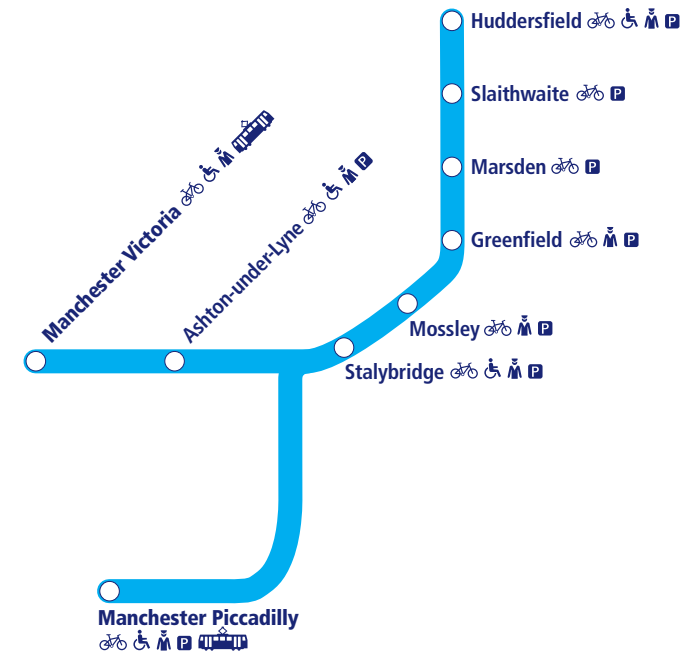 Huddersfield P
Slaithwaite P
Marsden P
Greenfield P
Manchester Victoria
Ashton-under-Lyne P
Mossley P
Stalybridge P
Manchester Piccadilly
P